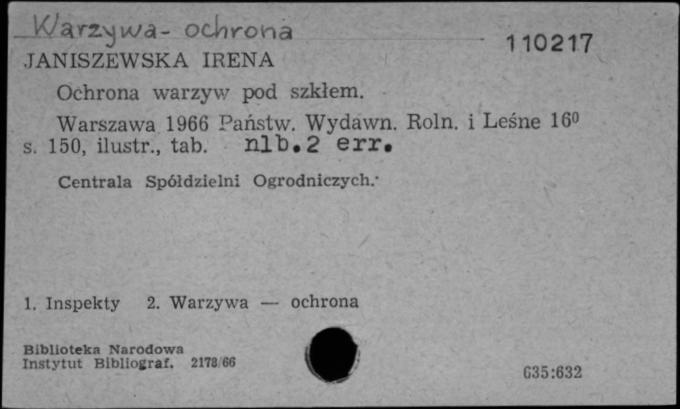 Warzywa- ochrona
110217
JANISZEWSKA IRENA
Ochrona warzyw pod szkłem.
Warszawa 1966 Państw. Wydawn. Roln. i Leśne 16⁰
s. 150, ilustr., tab. nlb.2 err.
Centrala Spółdzielni Ogrodniczych.
1. Inspekty 2. Warzywa — ochrona
Biblioteka Narodowa
Instytut Bibliograf. 2178/66
635:632